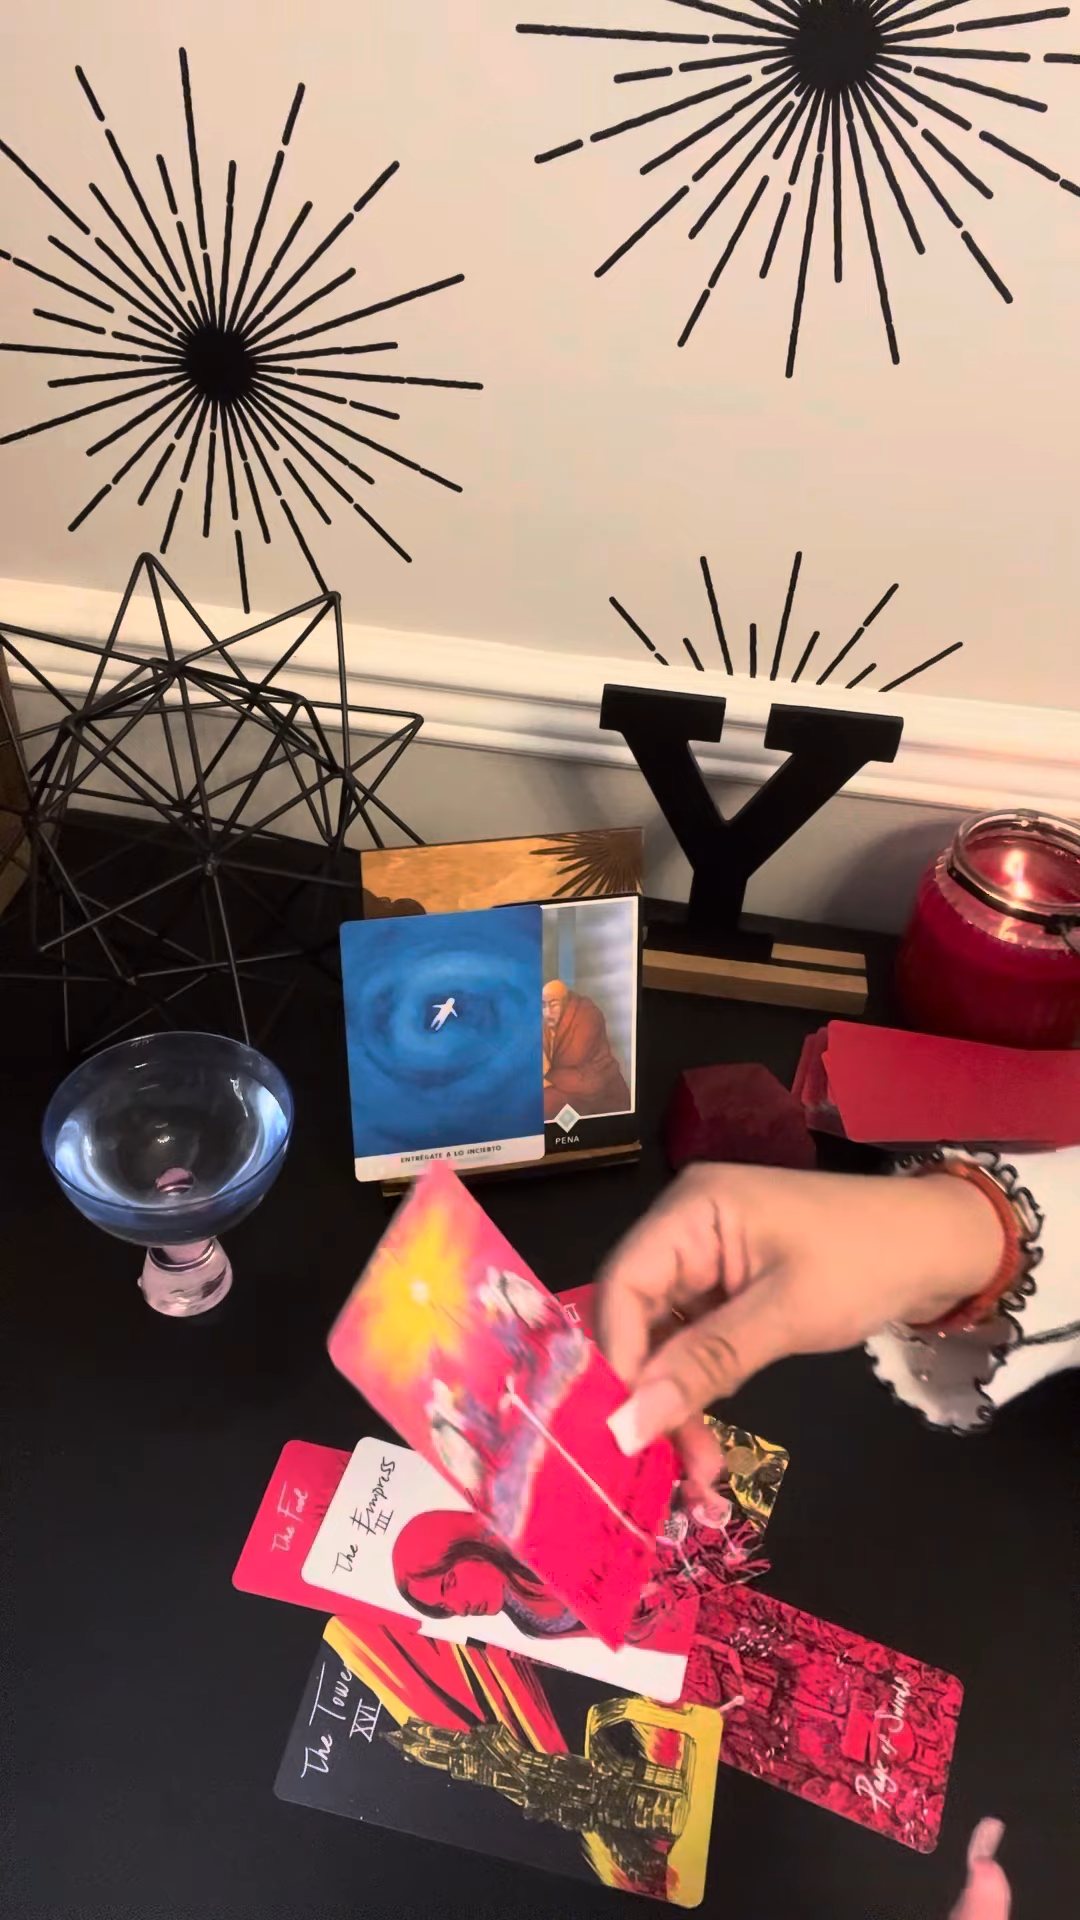 Y
ENTRÉGATE A LO INCIERTO
PENA
The Fool
The Empress
III
The Tower
XVI
Page of Swords